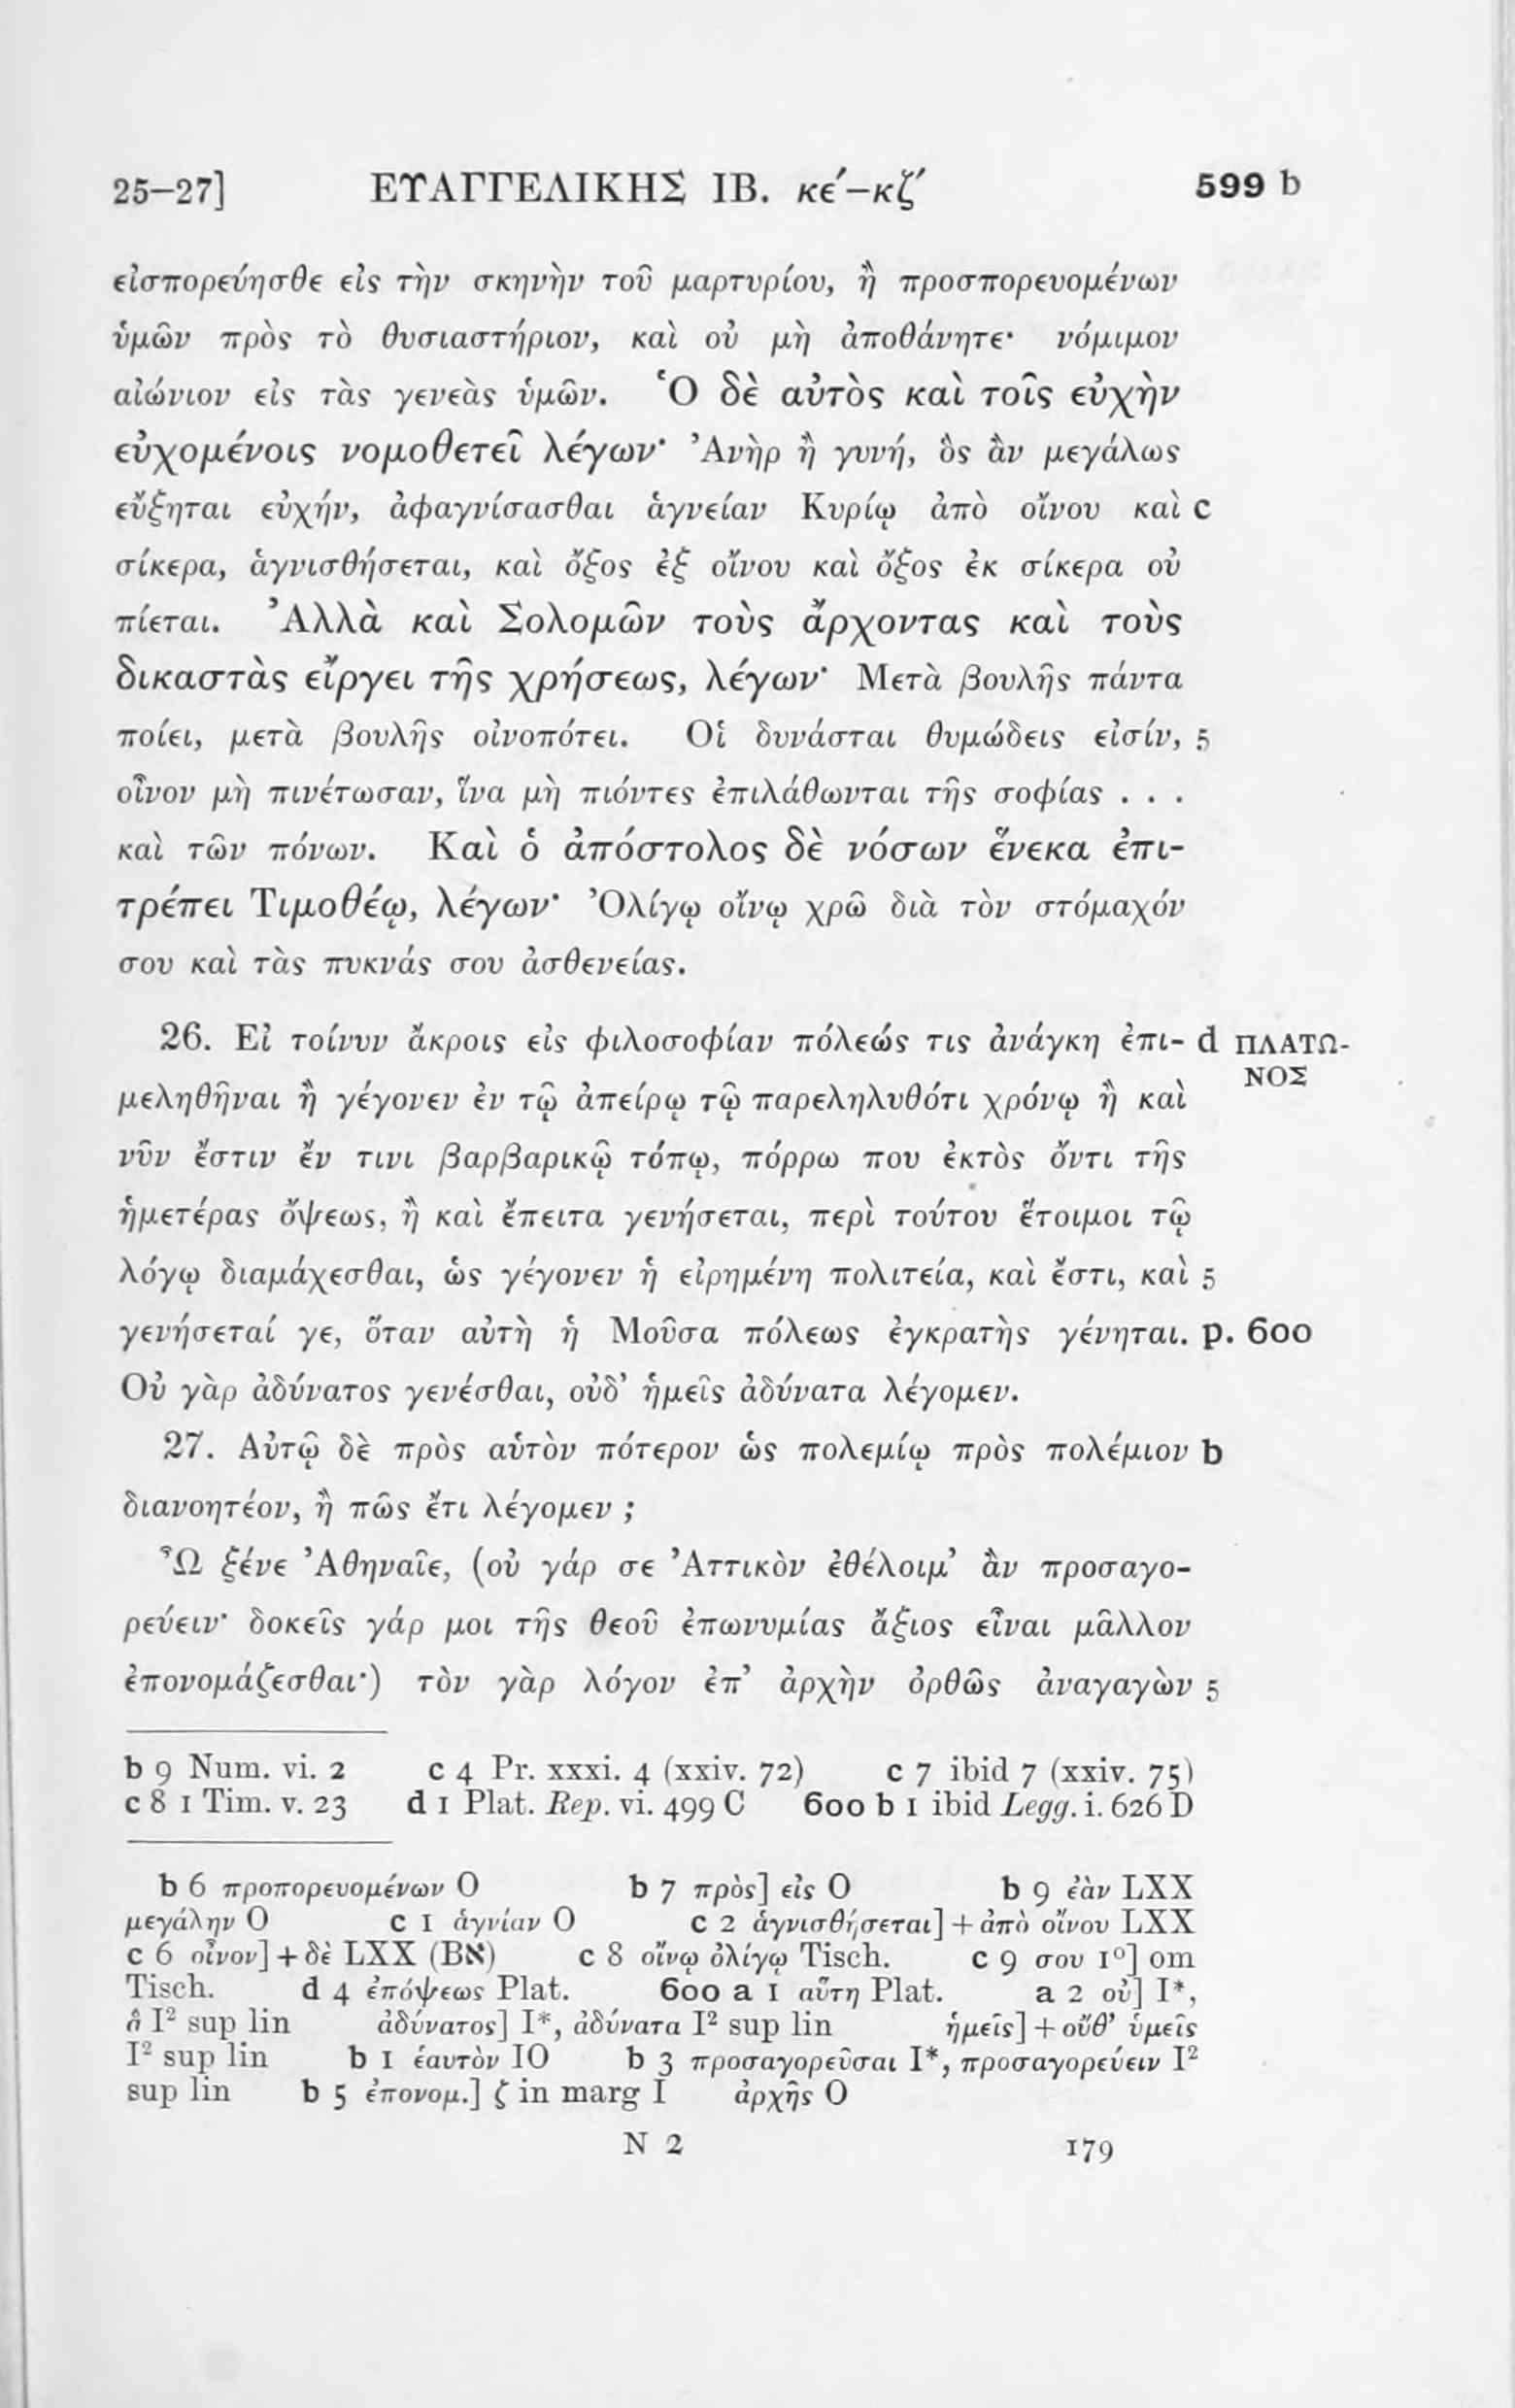 25–27] ΕΥΑΓΓΕΛΙΚΗΣ ΙΒ. κε´–κζ´ 599 b
εἰσπορεύησθε εἰς τὴν σκηνὴν τοῦ μαρτυρίου, ἢ προσπορευομένων
ὑμῶν πρὸς τὸ θυσιαστήριον, καὶ οὐ μὴ ἀποθάνητε· νόμιμον
αἰώνιον εἰς τὰς γενεὰς ὑμῶν. Ὁ δὲ αὐτὸς καὶ τοῖς εὐχὴν
εὐχομένοις νομοθετεῖ λέγων· Ἀνὴρ ἢ γυνή, ὃς ἂν μεγάλως
εὔξηται εὐχήν, ἀφαγνίσασθαι ἁγνείαν Κυρίῳ ἀπὸ οἴνου καὶ c
σίκερα, ἁγνισθήσεται, καὶ ὄξος ἐξ οἴνου καὶ ὄξος ἐκ σίκερα οὐ
πίεται. Ἀλλὰ καὶ Σολομῶν τοὺς ἄρχοντας καὶ τοὺς
δικαστὰς εἴργει τῆς χρήσεως, λέγων· Μετὰ βουλῆς πάντα
ποίει, μετὰ βουλῆς οἰνοπότει. Οἱ δυνάσται θυμώδεις εἰσίν, 5
οἶνον μὴ πινέτωσαν, ἵνα μὴ πιόντες ἐπιλάθωνται τῆς σοφίας . . .
καὶ τῶν πόνων. Καὶ ὁ ἀπόστολος δὲ νόσων ἕνεκα ἐπι-
τρέπει Τιμοθέῳ, λέγων· Ὀλίγῳ οἴνῳ χρῶ διὰ τὸν στόμαχόν
σου καὶ τὰς πυκνάς σου ἀσθενείας.
26. Εἰ τοίνυν ἄκροις εἰς φιλοσοφίαν πόλεώς τις ἀνάγκη ἐπι- d ΠΛΑΤΩ-
ΝΟΣ
μεληθῆναι ἢ γέγονεν ἐν τῷ ἀπείρῳ τῷ παρεληλυθότι χρόνῳ ἢ καὶ
νῦν ἔστιν ἔν τινι βαρβαρικῷ τόπῳ, πόρρω που ἐκτὸς ὄντι τῆς
ἡμετέρας ὄψεως, ἢ καὶ ἔπειτα γενήσεται, περὶ τούτου ἕτοιμοι τῷ
λόγῳ διαμάχεσθαι, ὡς γέγονεν ἡ εἰρημένη πολιτεία, καὶ ἔστι, καὶ 5
γενήσεταί γε, ὅταν αὐτὴ ἡ Μοῦσα πόλεως ἐγκρατὴς γένηται. p. 600
Οὐ γὰρ ἀδύνατος γενέσθαι, οὐδ’ ἡμεῖς ἀδύνατα λέγομεν.
27. Αὐτῷ δὲ πρὸς αὑτὸν πότερον ὡς πολεμίῳ πρὸς πολέμιον b
διανοητέον, ἢ πῶς ἔτι λέγομεν ;
Ὦ ξένε Ἀθηναῖε, (οὐ γάρ σε Ἀττικὸν ἐθέλοιμ’ ἂν προσαγο-
ρεύειν· δοκεῖς γάρ μοι τῆς θεοῦ ἐπωνυμίας ἄξιος εἶναι μᾶλλον
ἐπονομάζεσθαι·) τὸν γὰρ λόγον ἐπ’ ἀρχὴν ὀρθῶς ἀναγαγὼν 5
b 9 Num. vi. 2 c 4 Pr. xxxi. 4 (xxiv. 72) c 7 ibid 7 (xxiv. 75)
c 8 1 Tim. v. 23 d 1 Plat. Rep. vi. 499 C 600 b 1 ibid Legg. i. 626 D
b 6 προπορευομένων O b 7 πρὸς] εἰς O b 9 ἐὰν LXX
μεγάλην O c 1 ἁγνίαν O c 2 ἁγνισθήσεται] + ἀπὸ οἴνου LXX
c 6 οἶνον] + δὲ LXX (Bא) c 8 οἴνῳ ὀλίγῳ Tisch. c 9 σου 1⁰] om
Tisch. d 4 ἐπόψεως Plat. 600 a 1 αὕτη Plat. a 2 οὐ] I*,
ἃ I² sup lin ἀδύνατος] I*, ἀδύνατα I² sup lin ἡμεῖς] + οὔθ’ ὑμεῖς
I² sup lin b 1 ἑαυτὸν IO b 3 προσαγορεῦσαι I*, προσαγορεύειν I²
sup lin b 5 ἐπονομ.] ζ in marg I ἀρχῆς O
N 2 179